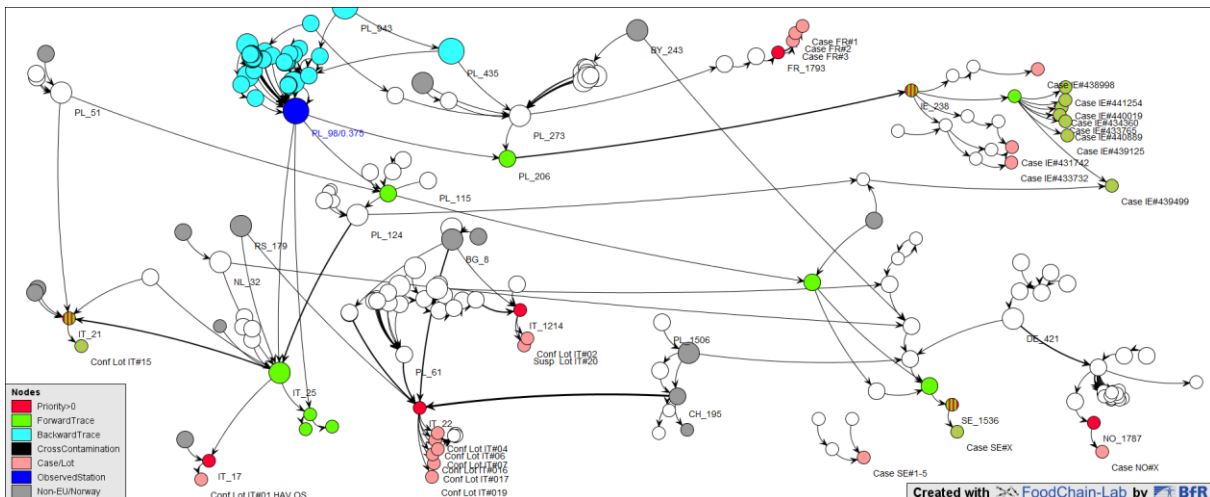 PL_943
BY_243
Case FR#1
Case FR#2
Case FR#3
FR_1793
PL_435
Case IE#438998
PL_51
IE_238
Case IE#441254
Case IE#440019
Case IE#434360
Case IE#433765
Case IE#440889
PL_98/0.375
PL_273
Case IE#439125
Case IE#431742
PL_206
Case IE#433732
PL_115
Case IE#439499
PL_124
RS_179
BG_8
NL_32
IT_21
IT_1214
PL_1506
DE_421
Conf Lot IT#15
Conf Lot IT#02
Susp Lot IT#20
PL_61
IT_25
CH_195
IT_22
SE_1536
NO_1787
Conf Lot IT#04
Conf Lot IT#06
Conf Lot IT#07
Conf Lot IT#016
Conf Lot IT#017
Conf Lot IT#019
Case SE#X
Case SE#1-5
Case NO#X
IT_17
Conf Lot IT#01 HAV OS
Nodes
Priority>0
ForwardTrace
BackwardTrace
CrossContamination
Case/Lot
ObservedStation
Non-EU/Norway
Created with FoodChain-Lab by BfR